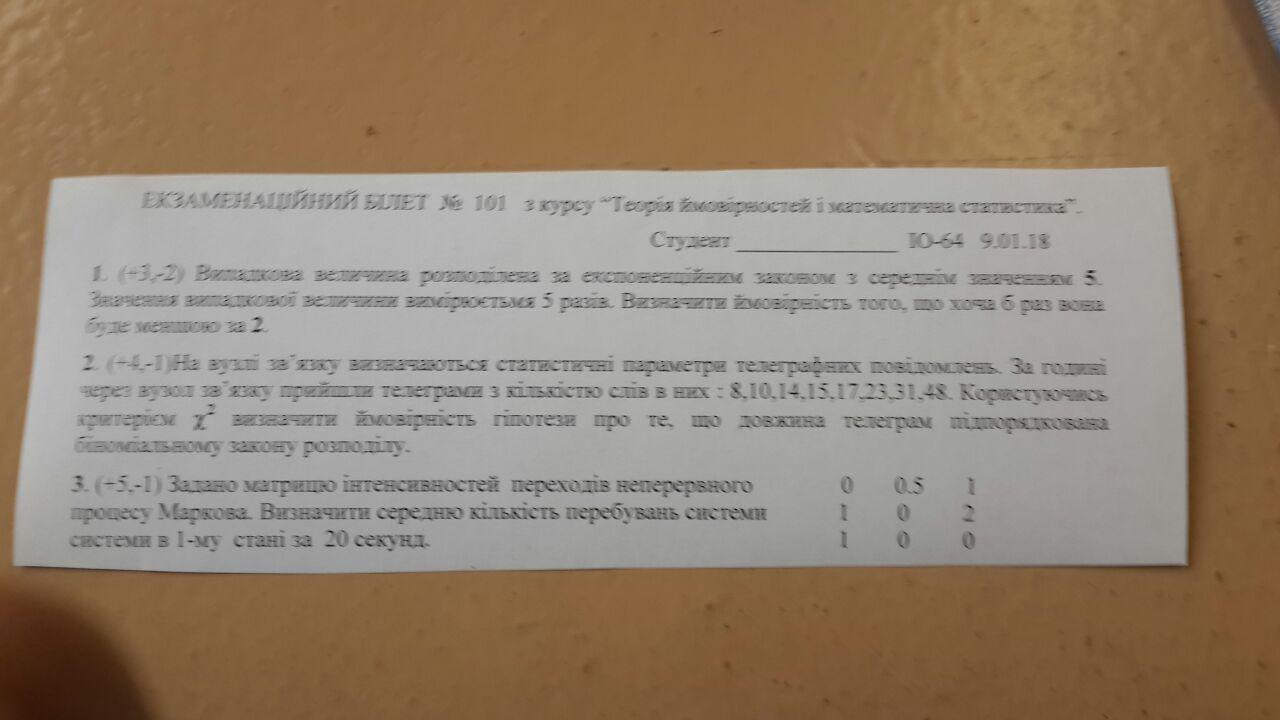 ЕКЗАМЕНАЦІЙНИЙ БІЛЕТ № 101 з курсу “Теорія ймовірностей і математична статистика”.
Студент ______________ ІО-64 9.01.18
1. (+3,-2) Випадкова величина розподілена за експоненційним законом з середнім значенням 5.
Значення випадкової величини вимірюєтьмя 5 разів. Визначити ймовірність того, що хоча б раз вона
буде меншою за 2.
2. (+4,-1)На вузлі зв’язку визначаються статистичні параметри телеграфних повідомлень. За годині
через вузол зв’язку прийшли телеграми з кількістю слів в них : 8,10,14,15,17,23,31,48. Користуючись
критерієм χ² визначити ймовірність гіпотези про те, що довжина телеграм підпорядкована
біноміальному закону розподілу.
3. (+5,-1) Задано матрицю інтенсивностей переходів неперервного 0 0.5 1
процесу Маркова. Визначити середню кількість перебувань системи 1 0 2
системи в 1-му стані за 20 секунд. 1 0 0